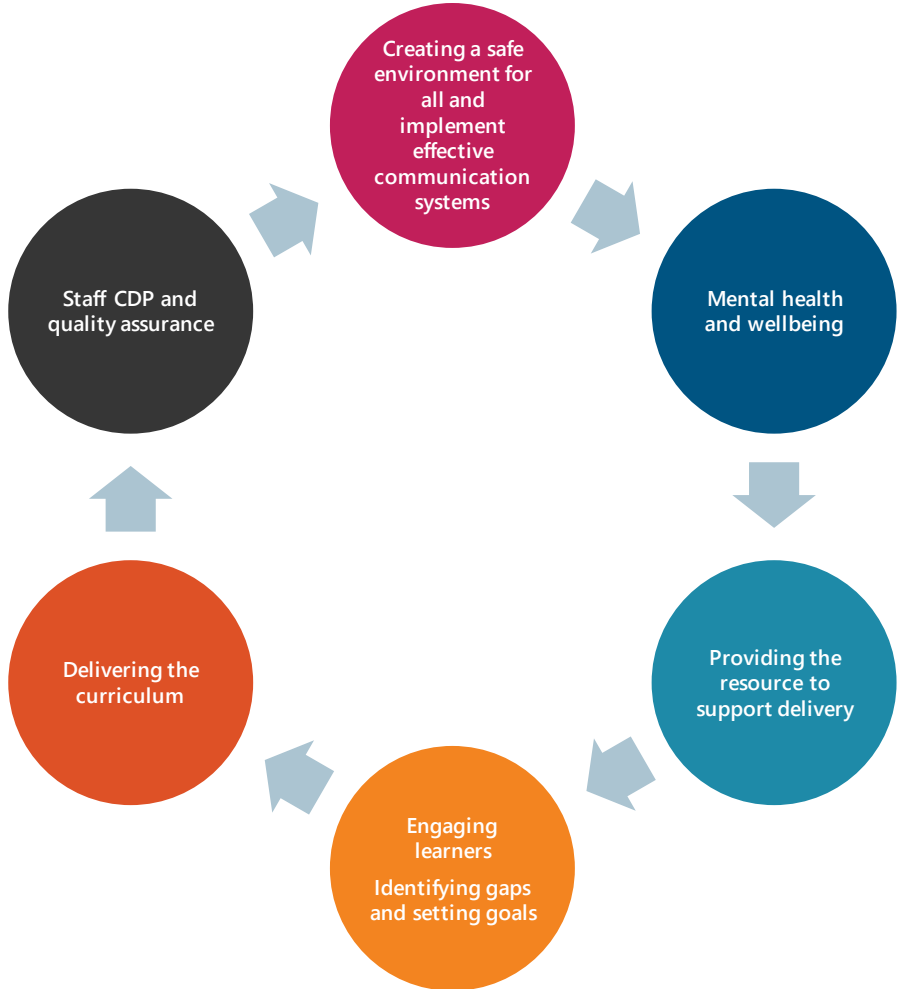 Creating a safe
environment for
all and
implement
effective
communication
systems
Mental health
and wellbeing
Providing the
resource to
support delivery
Engaging
learners
Identifying gaps
and setting goals
Delivering the
curriculum
Staff CDP and
quality assurance